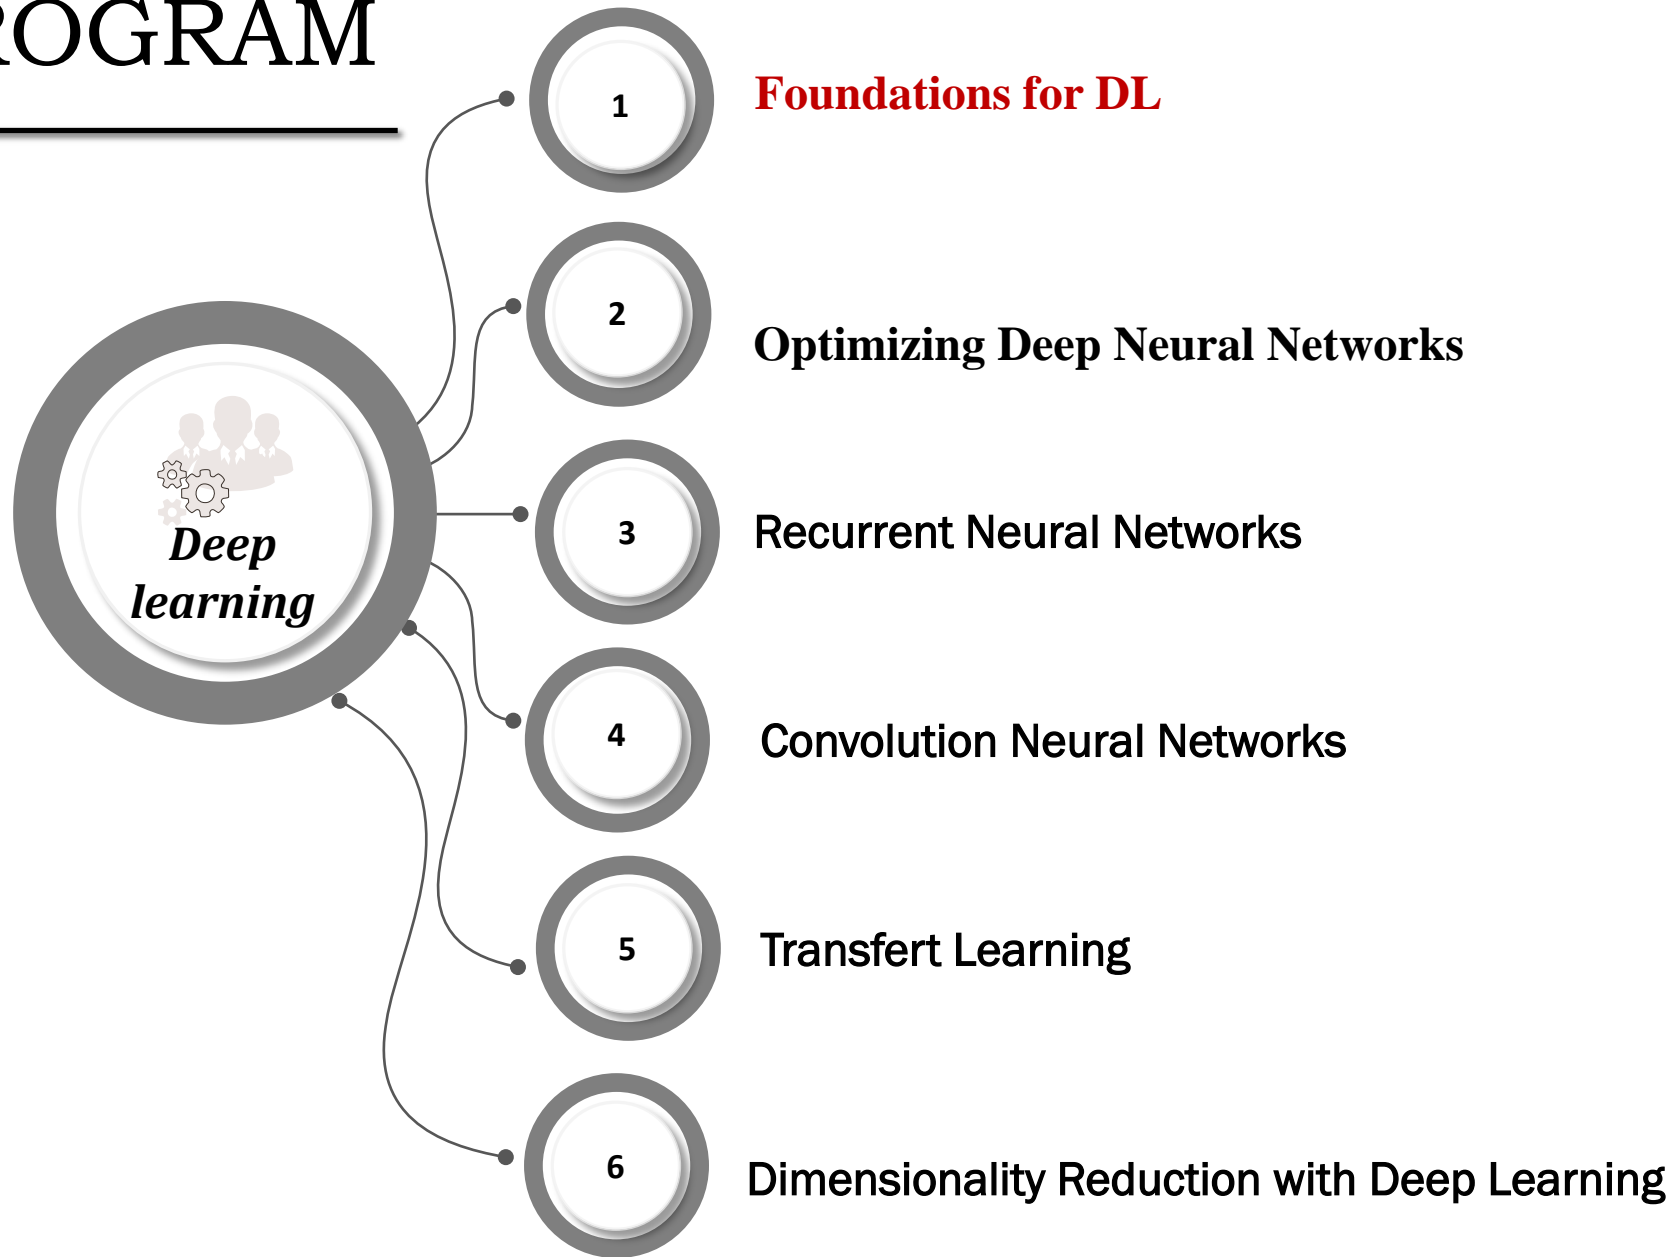 ROGRAM
Deep
learning
1
Foundations for DL
2
Optimizing Deep Neural Networks
3
Recurrent Neural Networks
4
Convolution Neural Networks
5
Transfert Learning
6
Dimensionality Reduction with Deep Learning